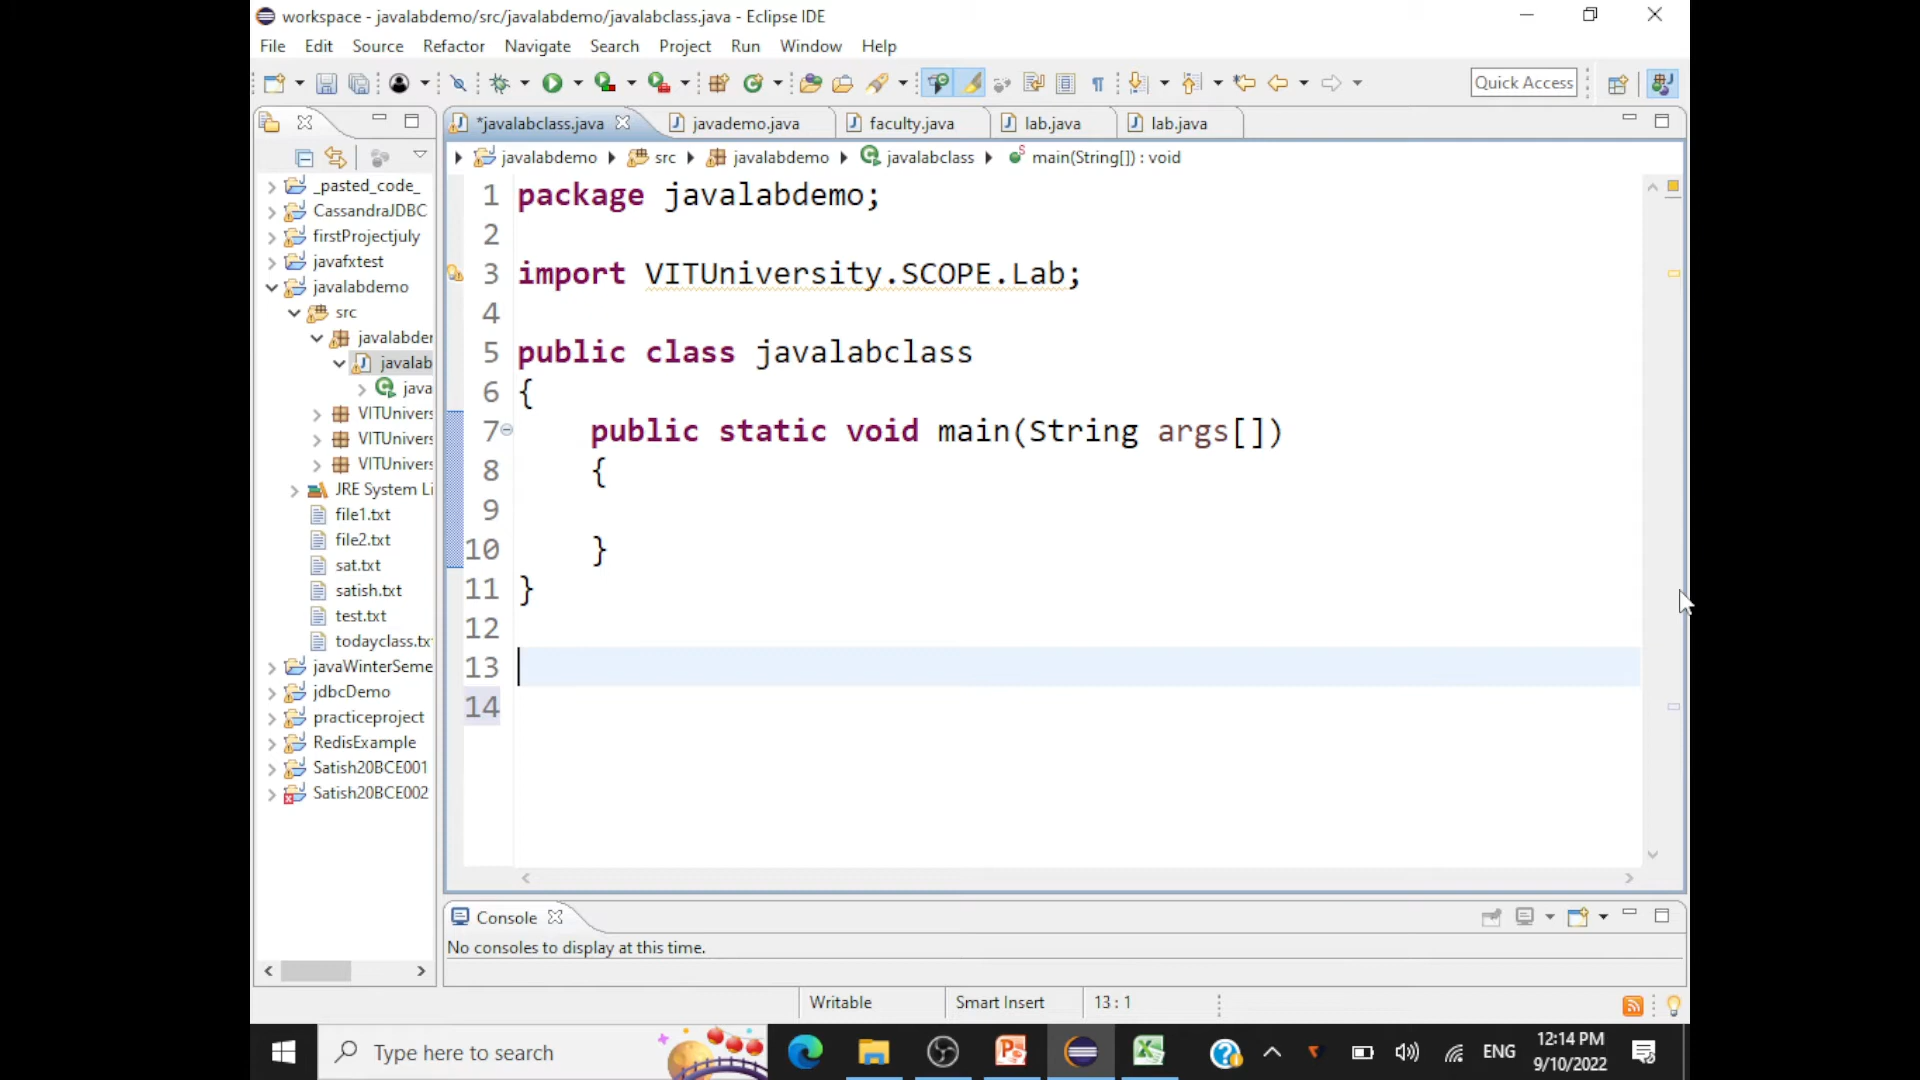 workspace - javalabdemo/src/javalabdemo/javalabclass.java - Eclipse IDE
File Edit Source Refactor Navigate Search Project Run Window Help
Quick Access
*javalabclass.java javademo.java faculty.java lab.java lab.java
javalabdemo src javalabdemo javalabclass main(String[]) : void
_pasted_code_
CassandraJDBC
firstProjectjuly
javafxtest
javalabdemo
src
javalabder
javalab
java
VITUnivers
VITUnivers
VITUnivers
JRE System Li
file1.txt
file2.txt
sat.txt
satish.txt
test.txt
todayclass.tx
javaWinterSeme
jdbcDemo
practiceproject
RedisExample
Satish20BCE001
Satish20BCE002
1 package javalabdemo;
2
3 import VITUniversity.SCOPE.Lab;
4
5 public class javalabclass
6 {
7 public static void main(String args[])
8 {
9
10 }
11 }
12
13
14
Console
No consoles to display at this time.
Writable Smart Insert 13 : 1
Type here to search
ENG
12:14 PM
9/10/2022